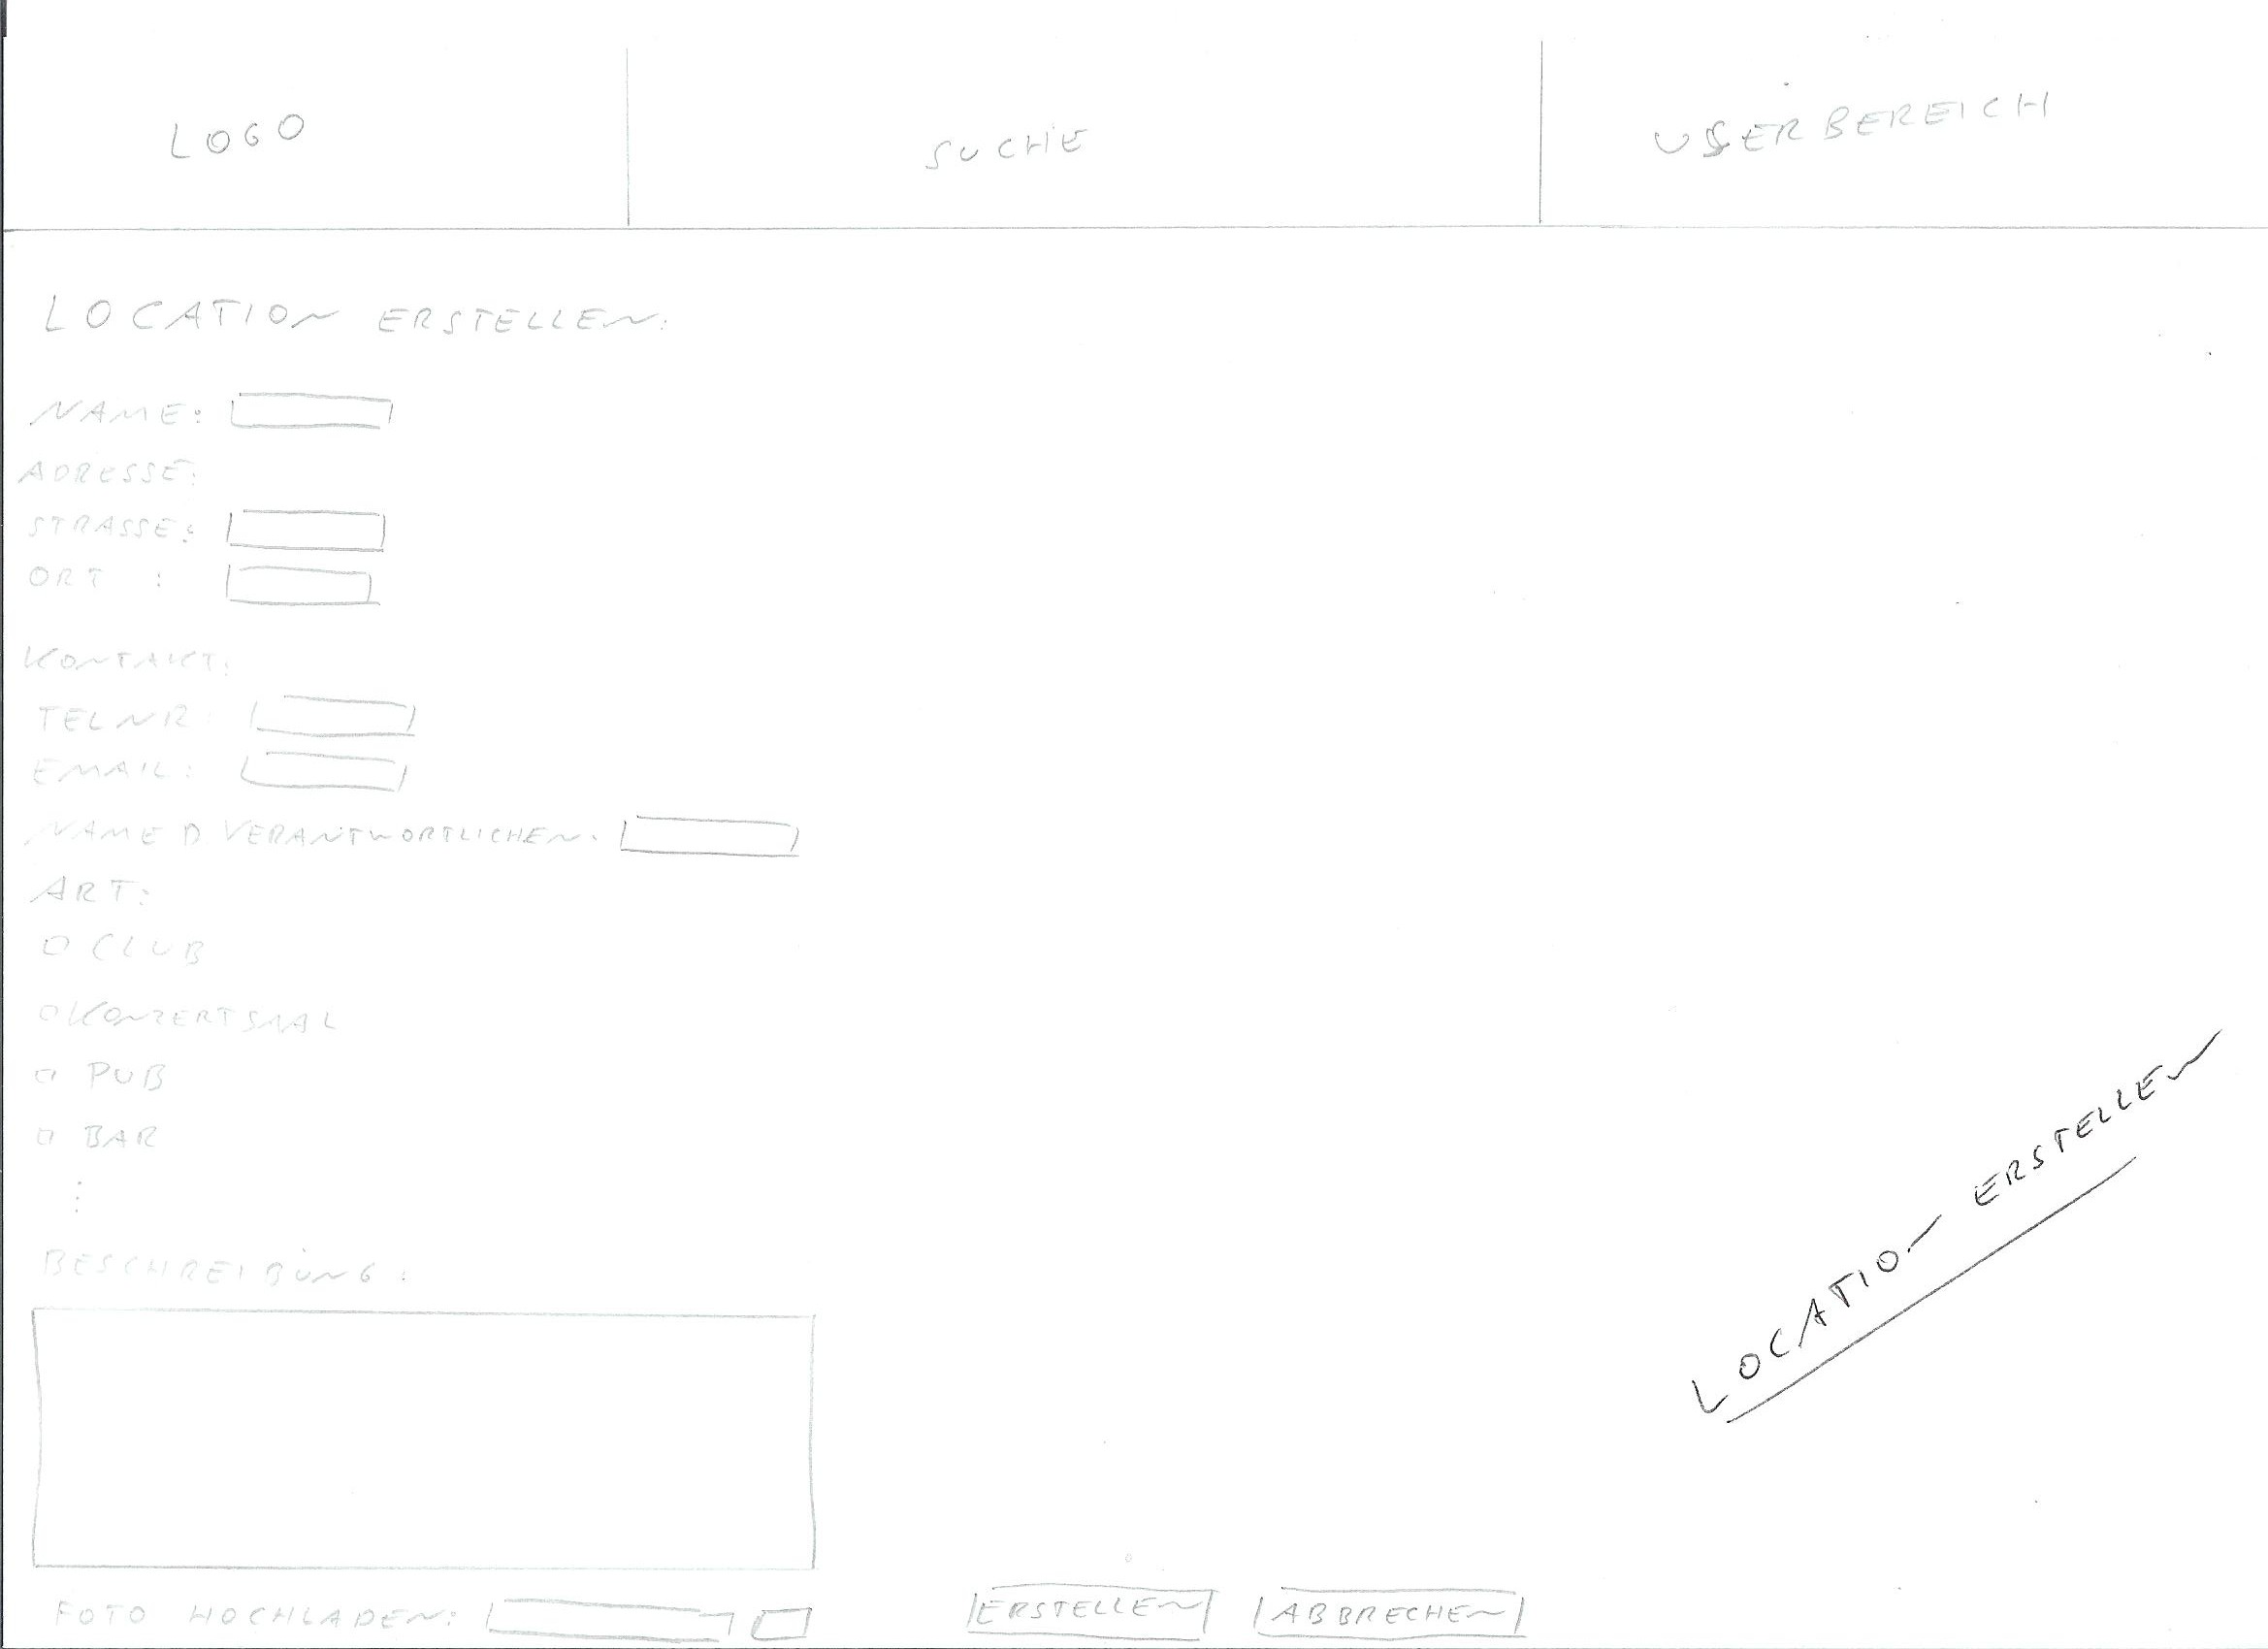 LOGO
SUCHE
USERBEREICH
LOCATION ERSTELLEN:
NAME:
ADRESSE:
STRASSE:
ORT :
KONTAKT:
TELNR:
EMAIL:
NAME D VERANTWORTLICHEN:
ART:
CLUB
KONZERTSAAL
PUB
BAR
⋮
BESCHREIBUNG:
FOTO HOCHLADEN:
ERSTELLEN
ABBRECHEN
LOCATION ERSTELLEN